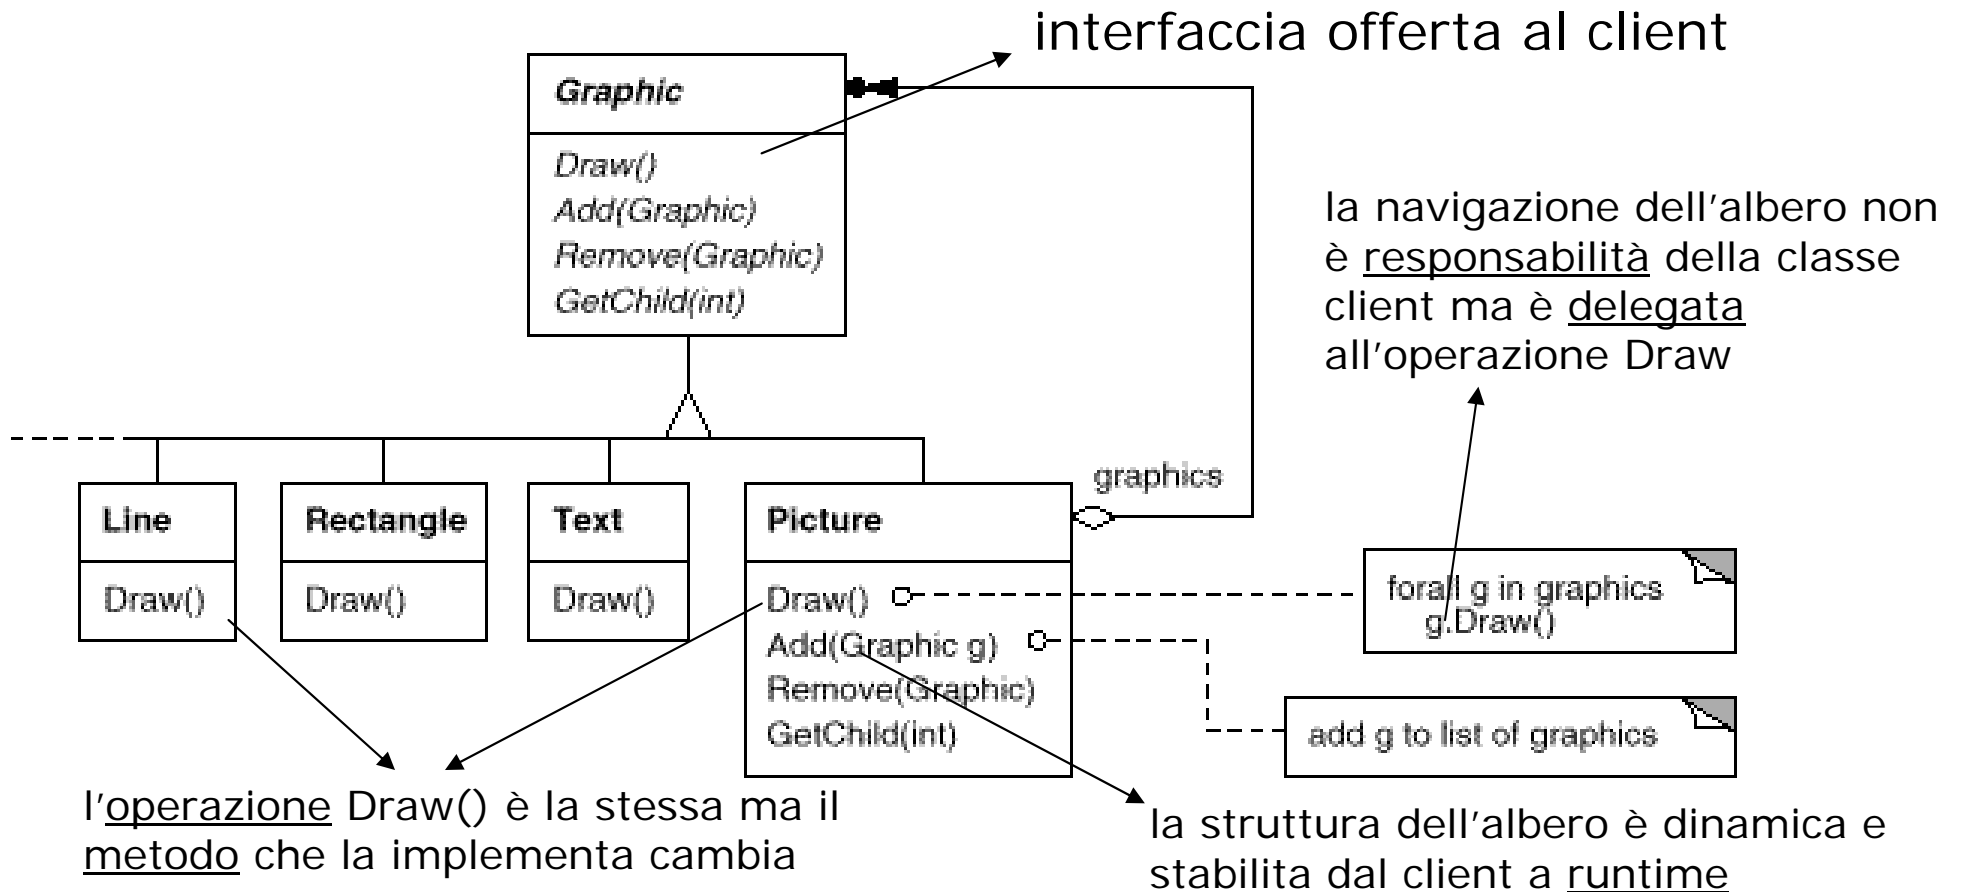 interfaccia offerta al client
Graphic
Draw()
Add(Graphic)
Remove(Graphic)
GetChild(int)
la navigazione dell'albero non
è responsabilità della classe
client ma è delegata
all'operazione Draw
graphics
Line
Draw()
Rectangle
Draw()
Text
Draw()
Picture
Draw()
Add(Graphic g)
Remove(Graphic)
GetChild(int)
forall g in graphics
g.Draw()
add g to list of graphics
l'operazione Draw() è la stessa ma il
metodo che la implementa cambia
la struttura dell'albero è dinamica e
stabilita dal client a runtime